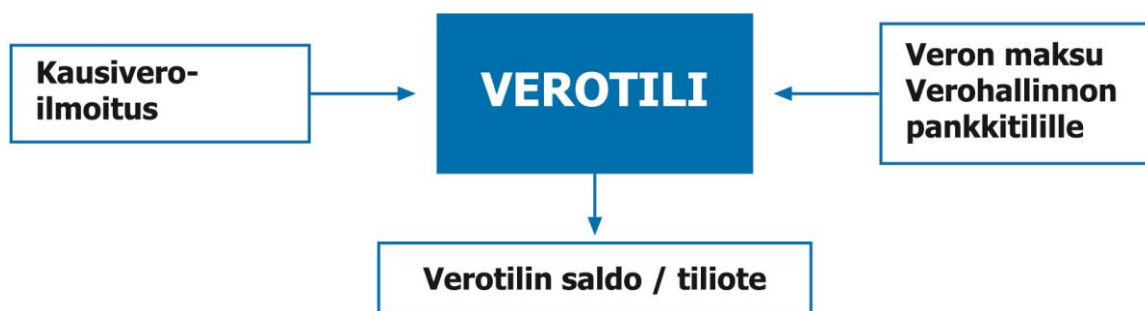 Kausivero-
ilmoitus
VEROTILI
Veron maksu
Verohallinnon
pankkitilille
Verotilin saldo / tiliote